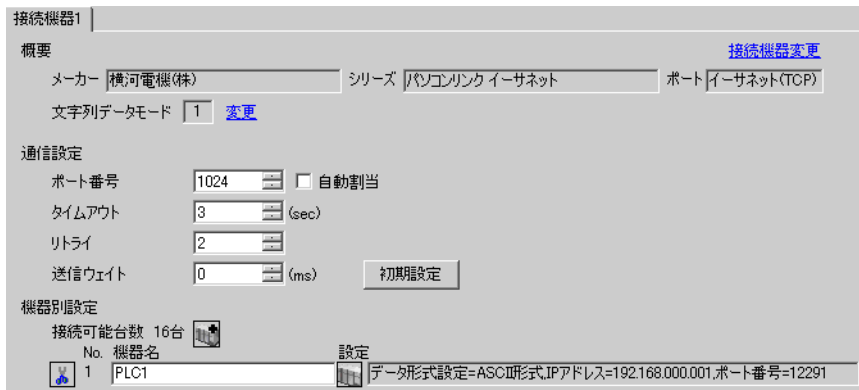 接続機器1
概要
接続機器変更
メーカー 横河電機(株) シリーズ パソコンリンク イーサネット ポート イーサネット(TCP)
文字列データモード 1 変更
通信設定
ポート番号 1024 自動割当
タイムアウト 3 (sec)
リトライ 2
送信ウェイト 0 (ms) 初期設定
機器別設定
接続可能台数 16台
No. 機器名 設定
1 PLC1 データ形式設定=ASCII形式,IPアドレス=192.168.000.001,ポート番号=12291